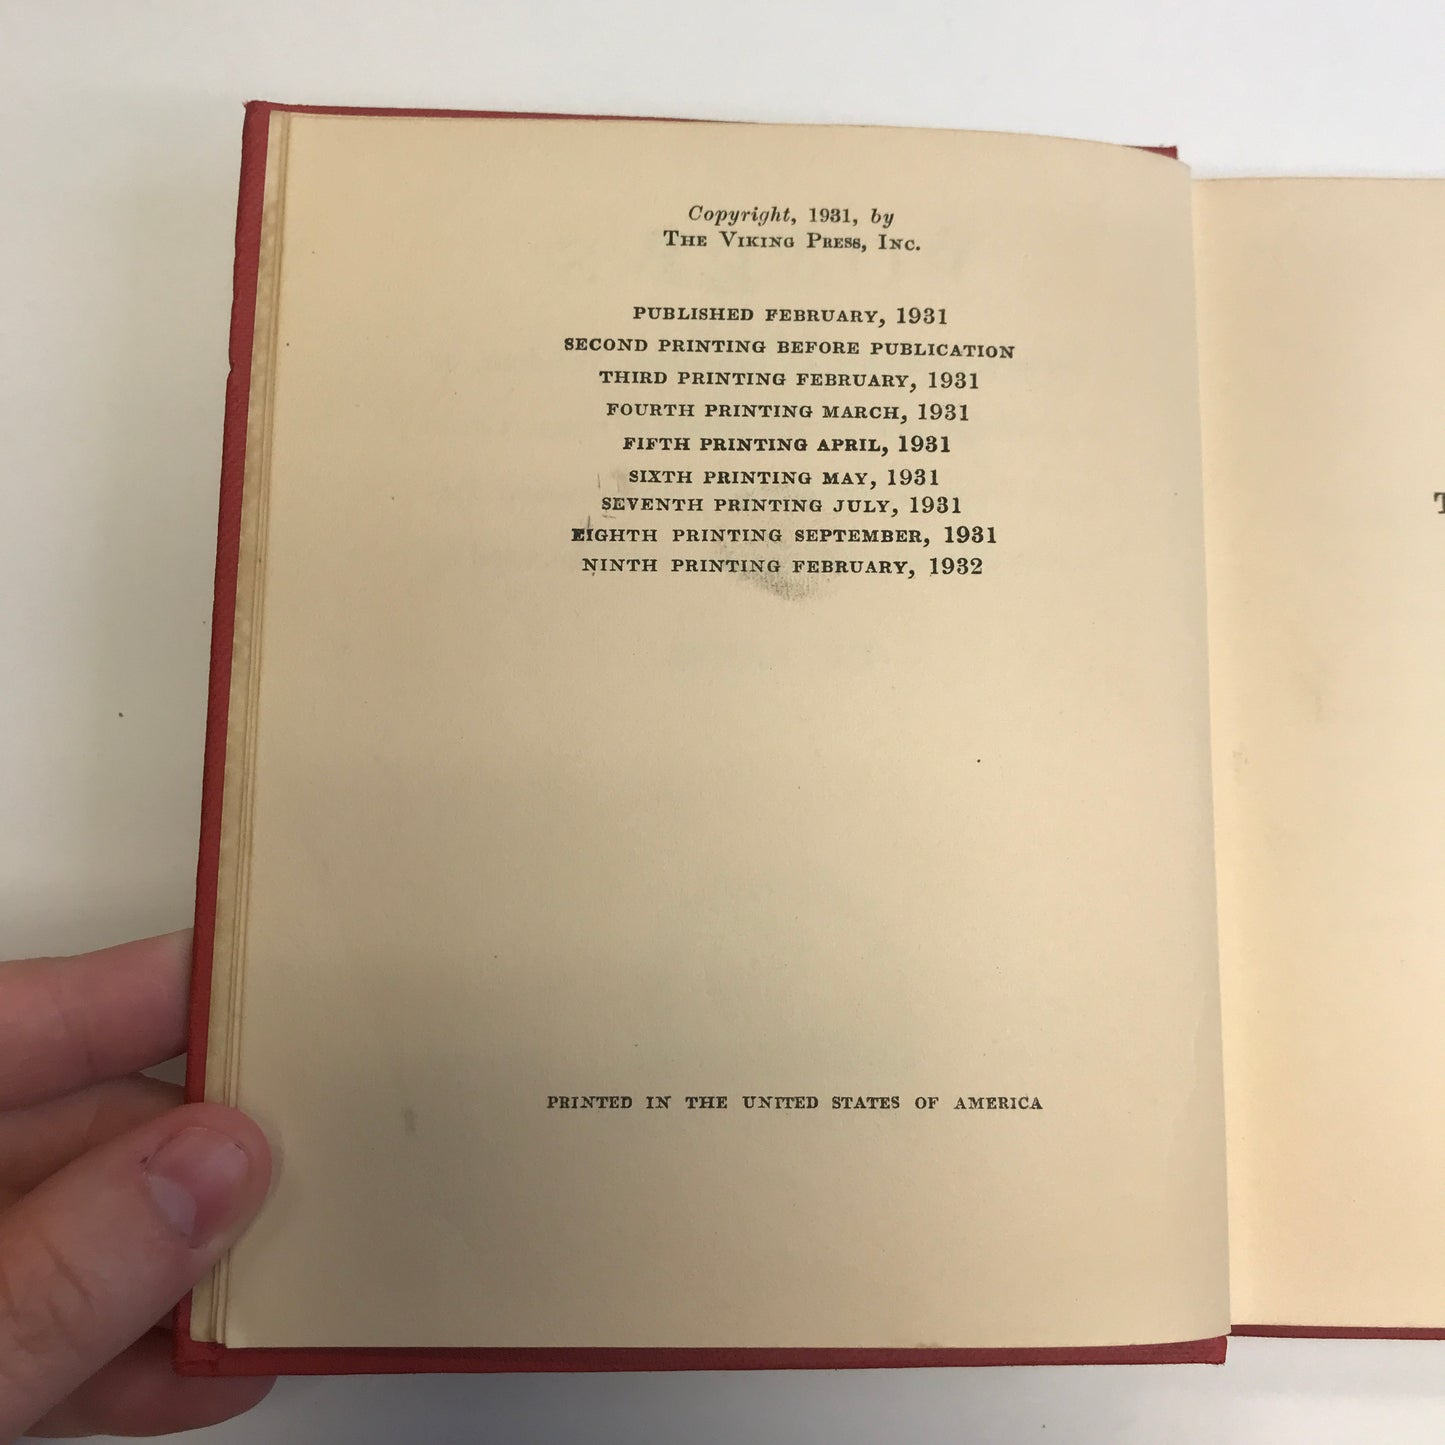 Copyright, 1931, by
THE VIKING PRESS, INC.
PUBLISHED FEBRUARY, 1931
SECOND PRINTING BEFORE PUBLICATION
THIRD PRINTING FEBRUARY, 1931
FOURTH PRINTING MARCH, 1931
FIFTH PRINTING APRIL, 1931
SIXTH PRINTING MAY, 1931
SEVENTH PRINTING JULY, 1931
EIGHTH PRINTING SEPTEMBER, 1931
NINTH PRINTING FEBRUARY, 1932
PRINTED IN THE UNITED STATES OF AMERICA